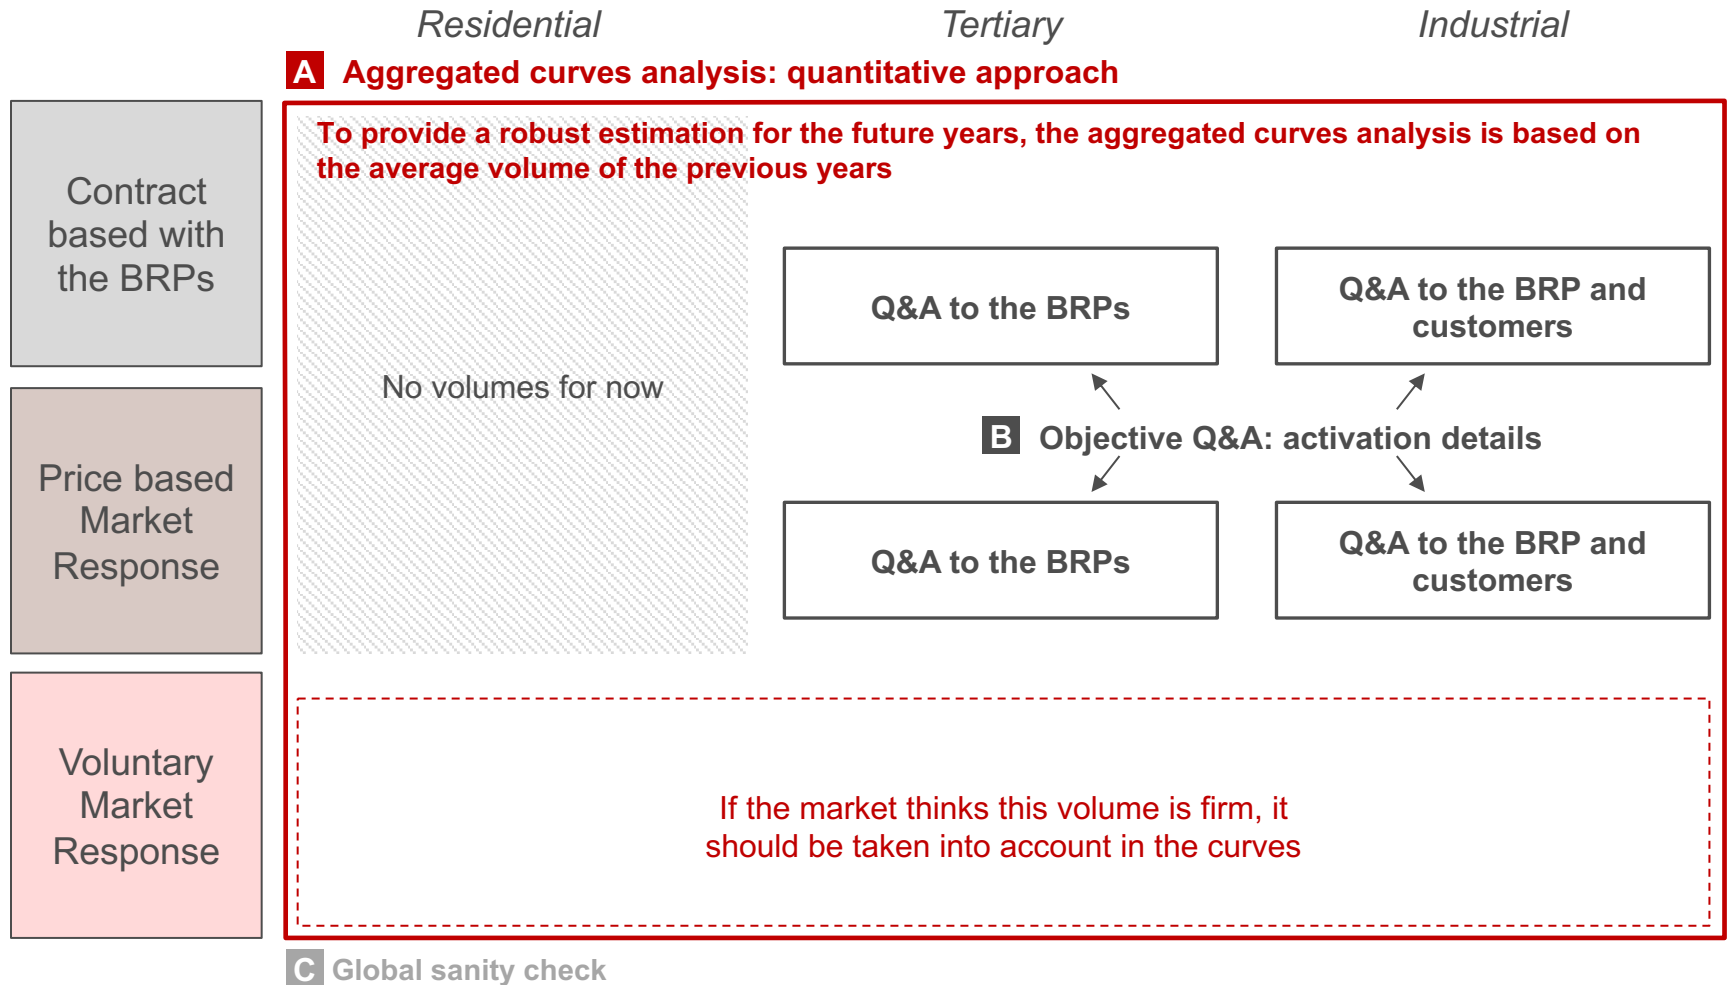 Residential
Tertiary
Industrial
A Aggregated curves analysis: quantitative approach
To provide a robust estimation for the future years, the aggregated curves analysis is based on
the average volume of the previous years
Contract
based with
the BRPs
Q&A to the BRPs
Q&A to the BRP and
customers
No volumes for now
B Objective Q&A: activation details
Price based
Market
Response
Q&A to the BRPs
Q&A to the BRP and
customers
Voluntary
Market
Response
If the market thinks this volume is firm, it
should be taken into account in the curves
C Global sanity check